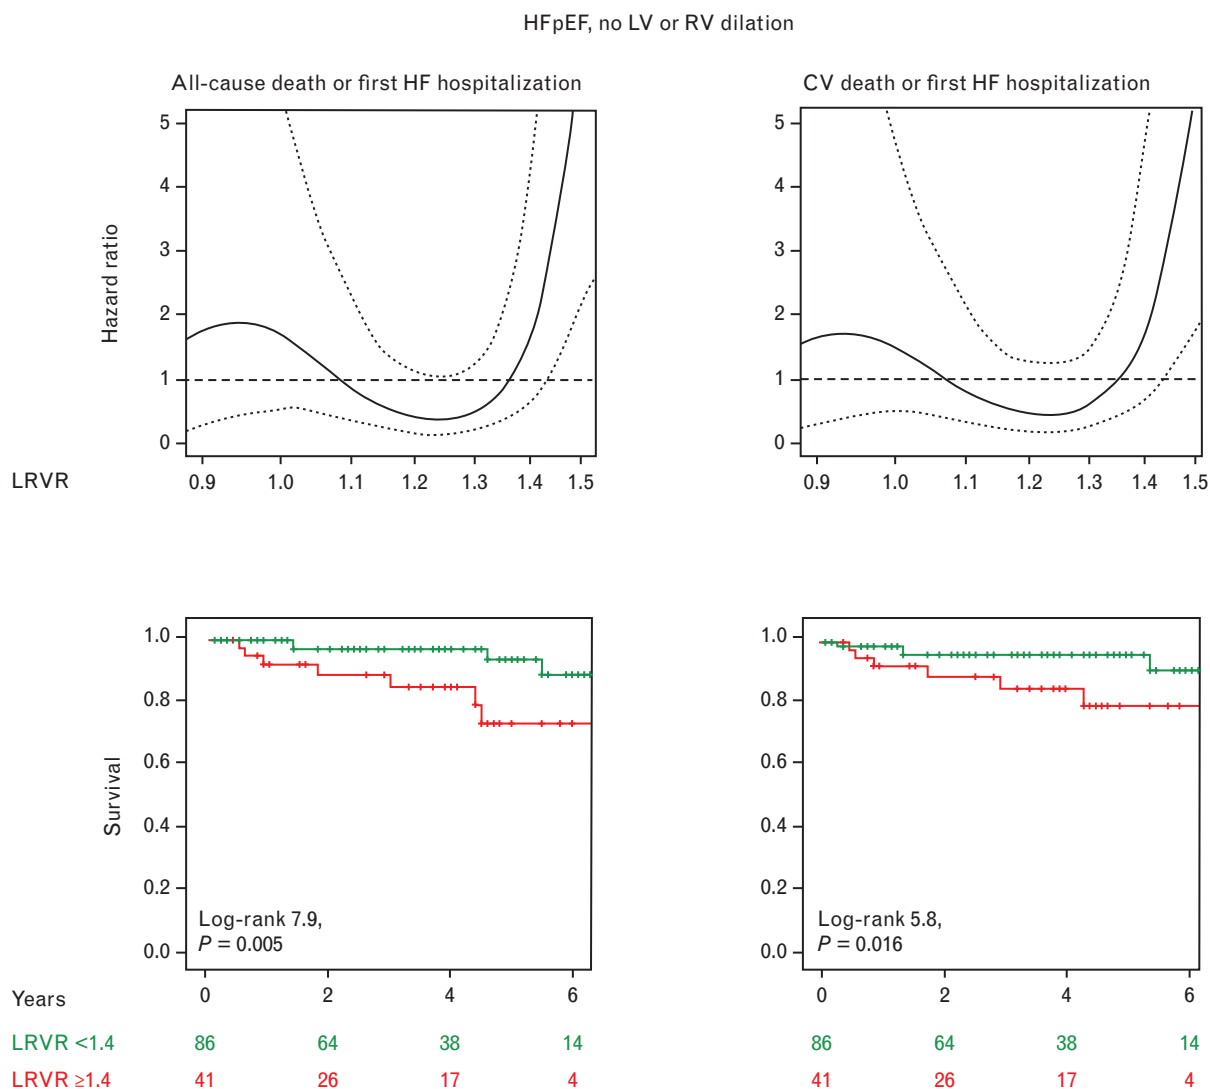 HFpEF, no LV or RV dilation
All-cause death or first HF hospitalization
CV death or first HF hospitalization
Hazard ratio
5
4
3
2
1
0
5
4
3
2
1
0
LRVR
0.9 1.0 1.1 1.2 1.3 1.4 1.5
0.9 1.0 1.1 1.2 1.3 1.4 1.5
Survival
1.0
0.8
0.6
0.4
0.2
0.0
Log-rank 7.9,
P = 0.005
1.0
0.8
0.6
0.4
0.2
0.0
Log-rank 5.8,
P = 0.016
Years 0 2 4 6 0 2 4 6
LRVR <1.4 86 64 38 14 86 64 38 14
LRVR ≥1.4 41 26 17 4 41 26 17 4